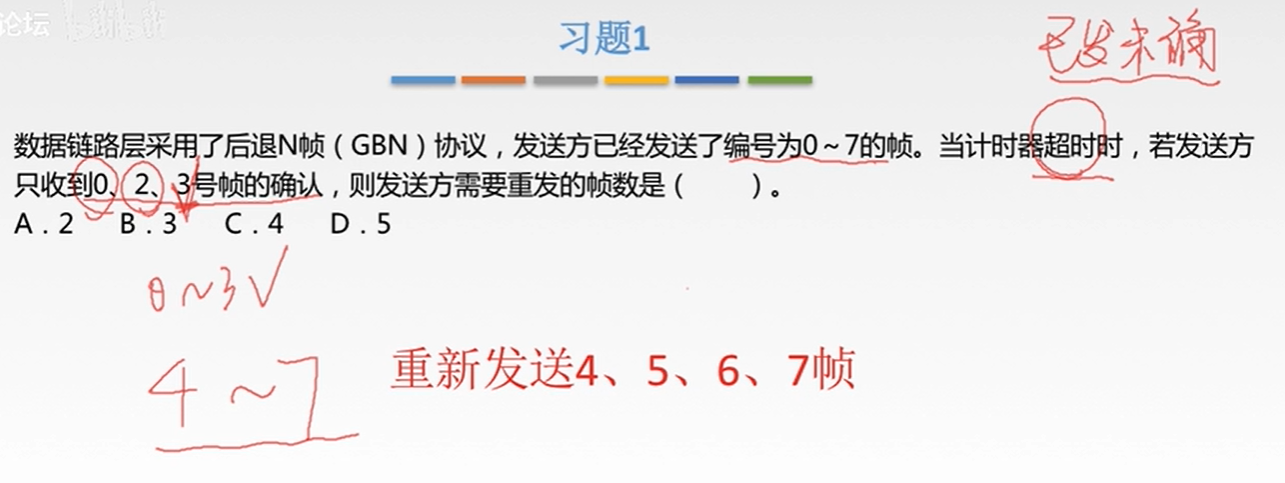 论坛 bilibili
习题1
已发未确
数据链路层采用了后退N帧（GBN）协议，发送方已经发送了编号为0～7的帧。当计时器超时时，若发送方
只收到0、2、3号帧的确认，则发送方需要重发的帧数是（　　）。
A．2　B．3　C．4　D．5
0～3√
4～7
重新发送4、5、6、7帧